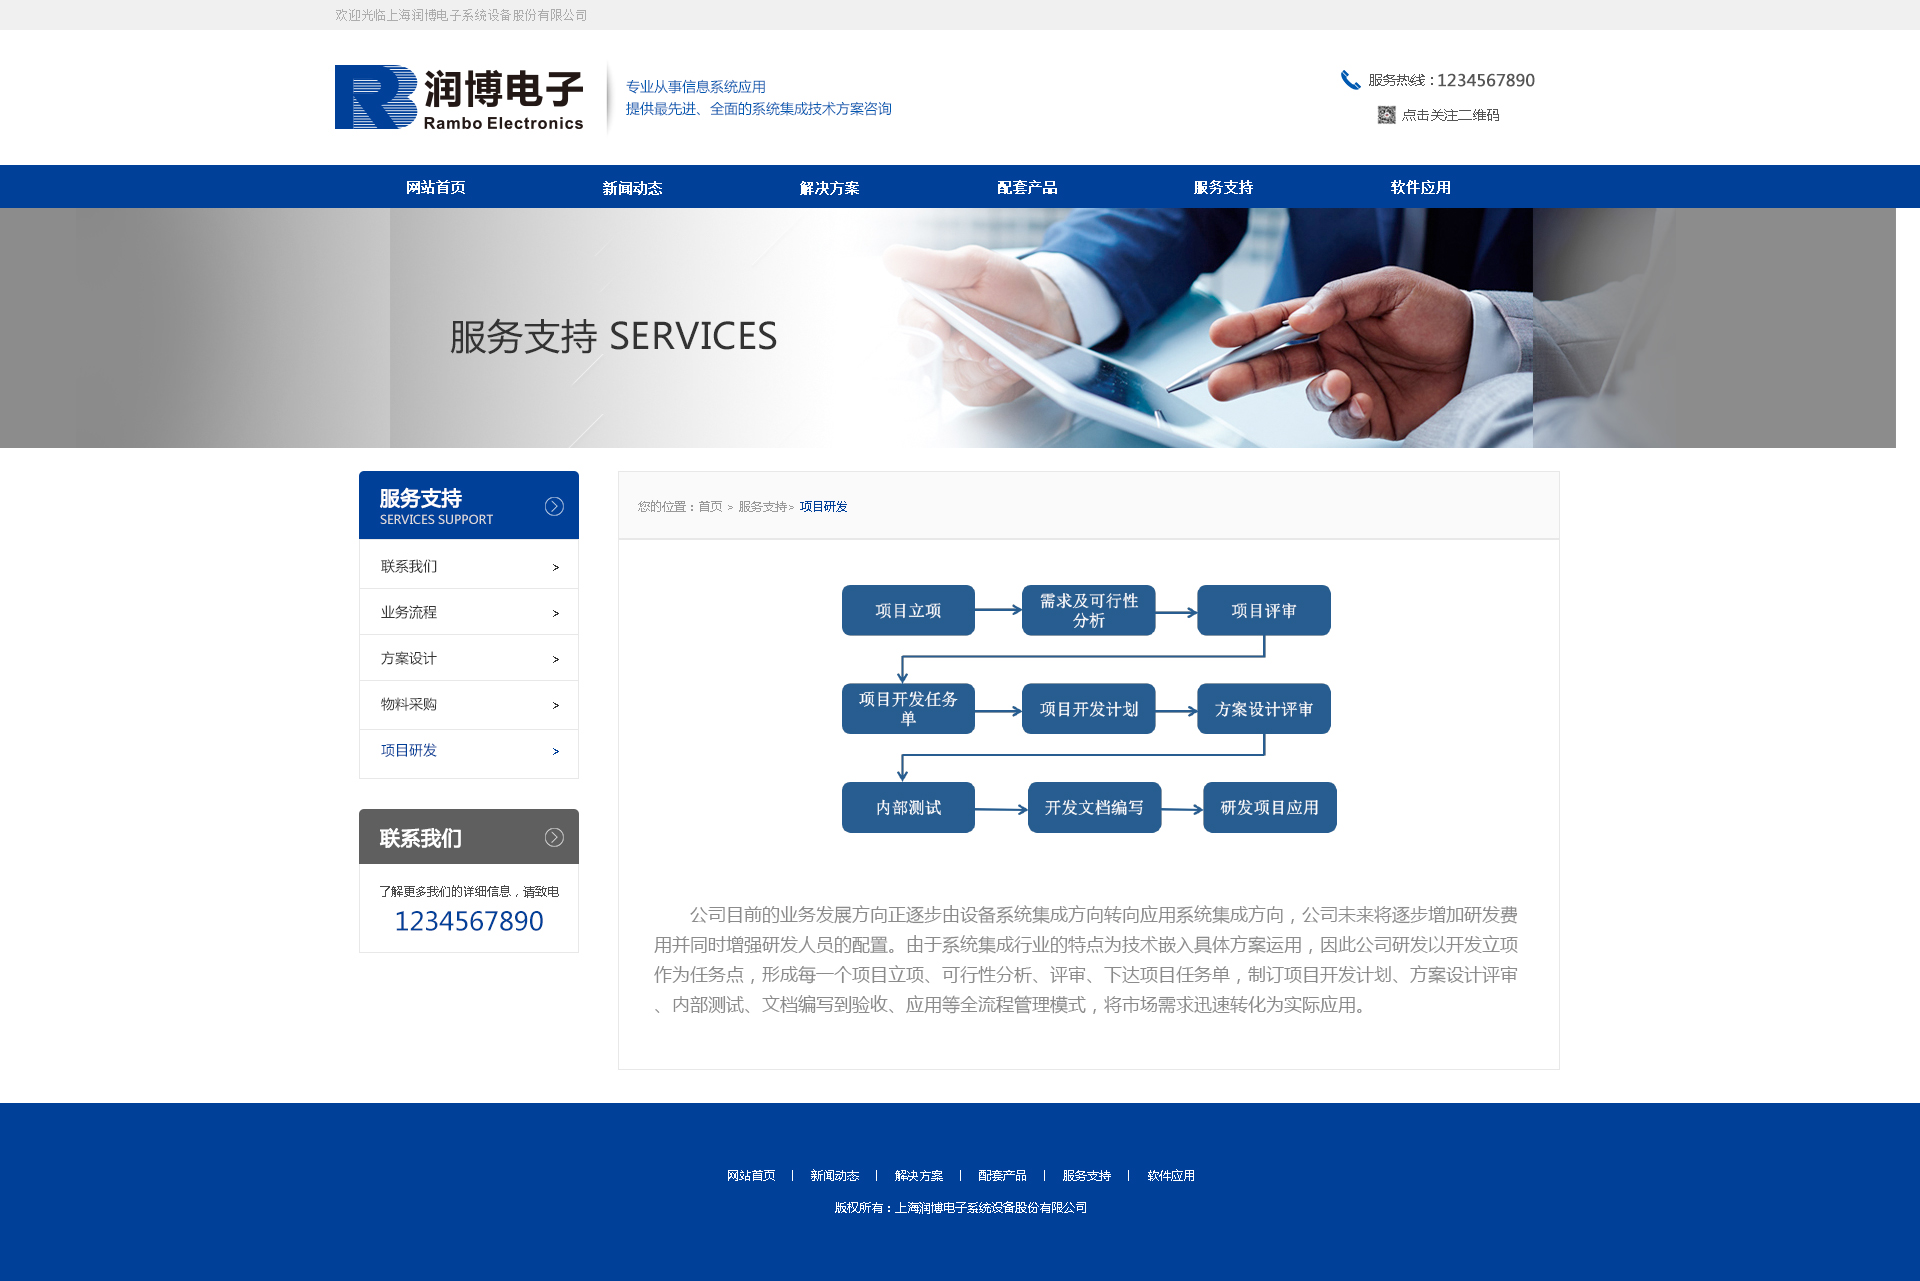 欢迎光临上海润博电子系统设备股份有限公司
润博电子
Rambo Electronics
专业从事信息系统应用
提供最先进、全面的系统集成技术方案咨询
服务热线：1234567890
点击关注二维码
网站首页 新闻动态 解决方案 配套产品 服务支持 软件应用
服务支持 SERVICES
服务支持
SERVICES SUPPORT
联系我们 >
业务流程 >
方案设计 >
物料采购 >
项目研发 >
联系我们
了解更多我们的详细信息，请致电
1234567890
您的位置：首页 > 服务支持> 项目研发
项目立项
需求及可行性
分析
项目评审
项目开发任务
单
项目开发计划
方案设计评审
内部测试
开发文档编写
研发项目应用
公司目前的业务发展方向正逐步由设备系统集成方向转向应用系统集成方向，公司未来将逐步增加研发费
用并同时增强研发人员的配置。由于系统集成行业的特点为技术嵌入具体方案运用，因此公司研发以开发立项
作为任务点，形成每一个项目立项、可行性分析、评审、下达项目任务单，制订项目开发计划、方案设计评审
、内部测试、文档编写到验收、应用等全流程管理模式，将市场需求迅速转化为实际应用。
网站首页 | 新闻动态 | 解决方案 | 配套产品 | 服务支持 | 软件应用
版权所有：上海润博电子系统设备股份有限公司